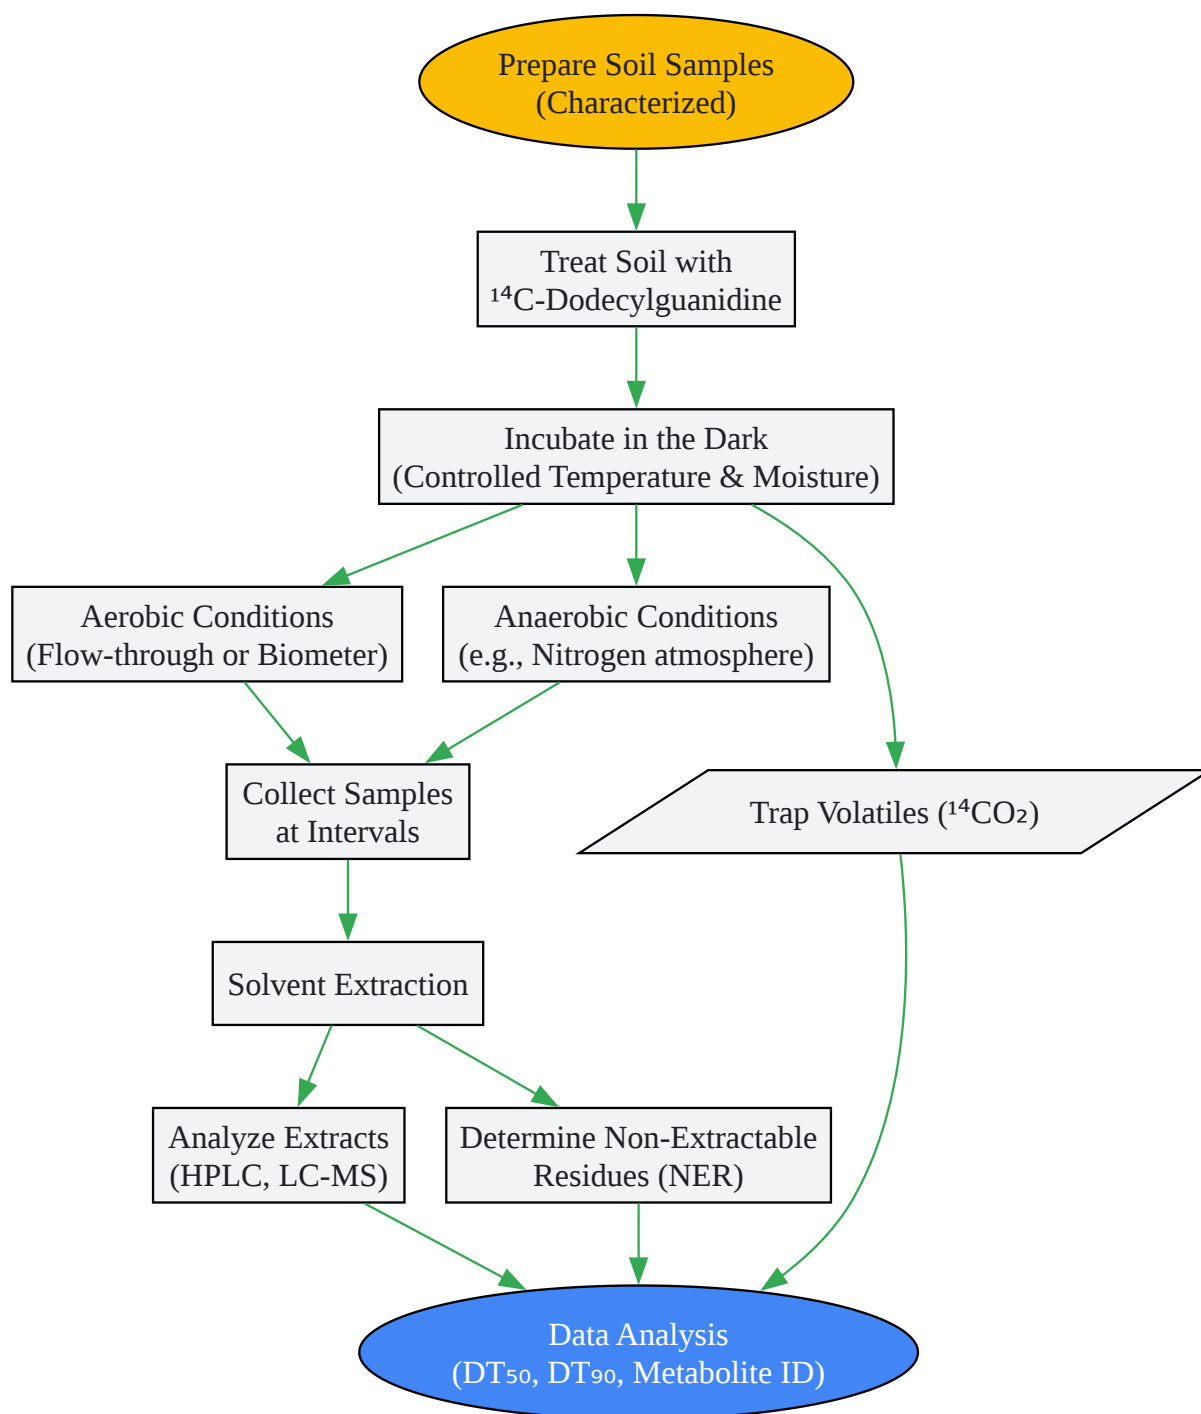 Prepare Soil Samples
(Characterized)
Treat Soil with
¹⁴C-Dodecylguanidine
Incubate in the Dark
(Controlled Temperature & Moisture)
Aerobic Conditions
(Flow-through or Biometer)
Anaerobic Conditions
(e.g., Nitrogen atmosphere)
Collect Samples
at Intervals
Trap Volatiles (¹⁴CO₂)
Solvent Extraction
Analyze Extracts
(HPLC, LC-MS)
Determine Non-Extractable
Residues (NER)
Data Analysis
(DT₅₀, DT₉₀, Metabolite ID)